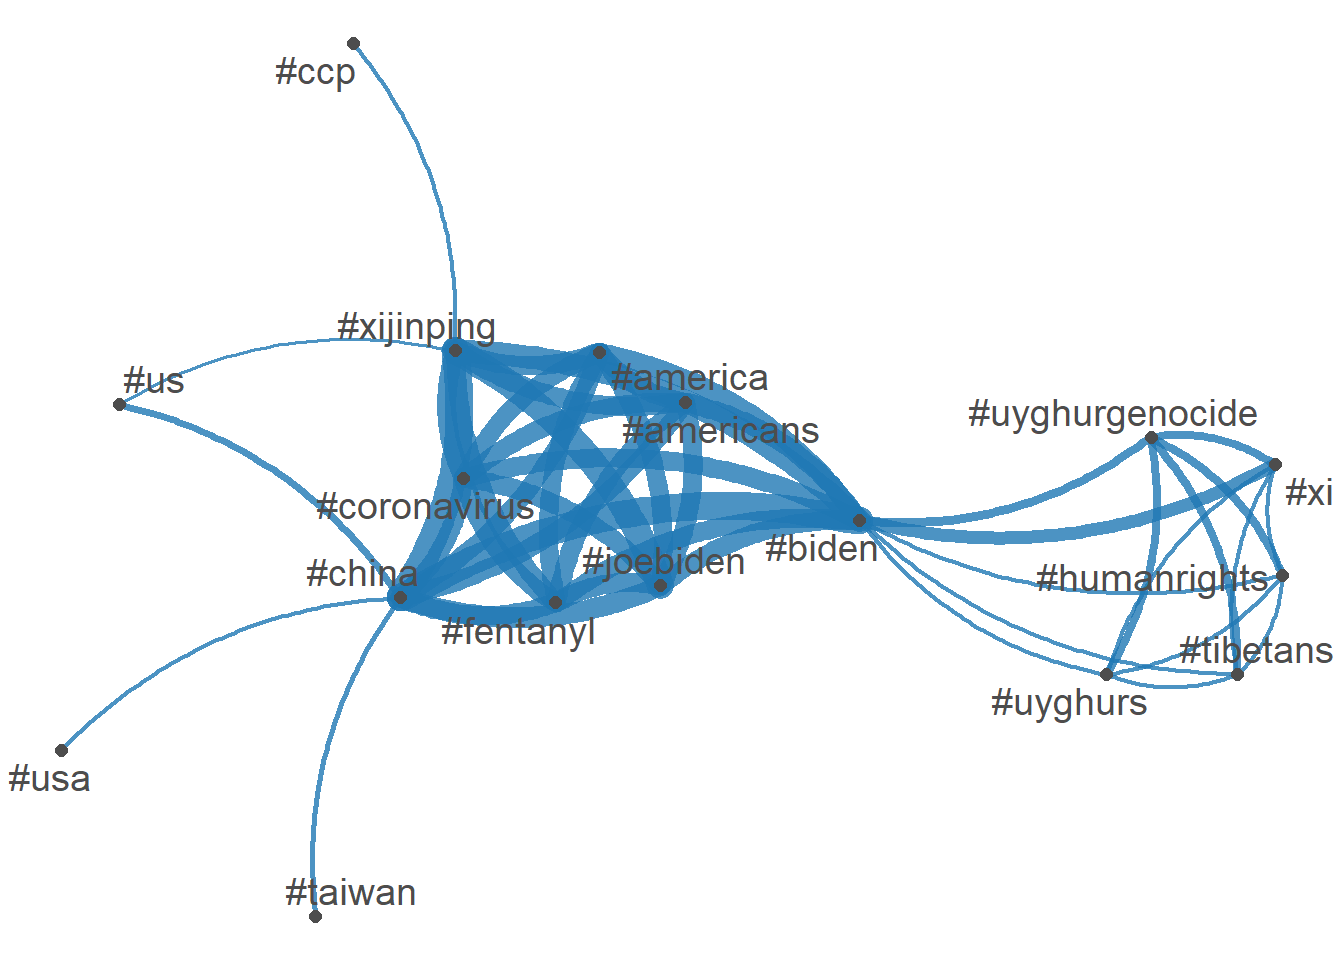 #ccp
#xijinping
#us
#america
#americans
#uyghurgenocide
#xi
#coronavirus
#biden
#joebiden
#china
#humanrights
#fentanyl
#tibetans
#uyghurs
#usa
#taiwan